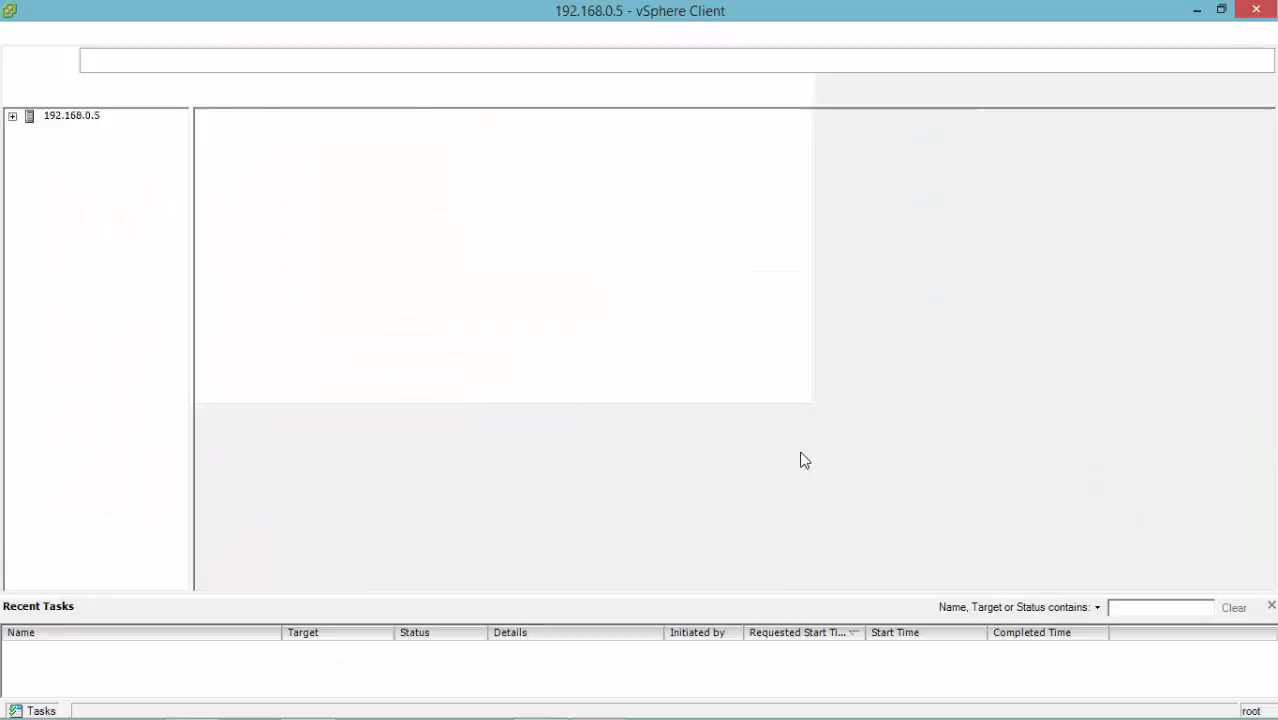 192.168.0.5 - vSphere Client
192.168.0.5
Recent Tasks
Name, Target or Status contains:
Clear
Name Target Status Details Initiated by Requested Start Ti... Start Time Completed Time
Tasks
root